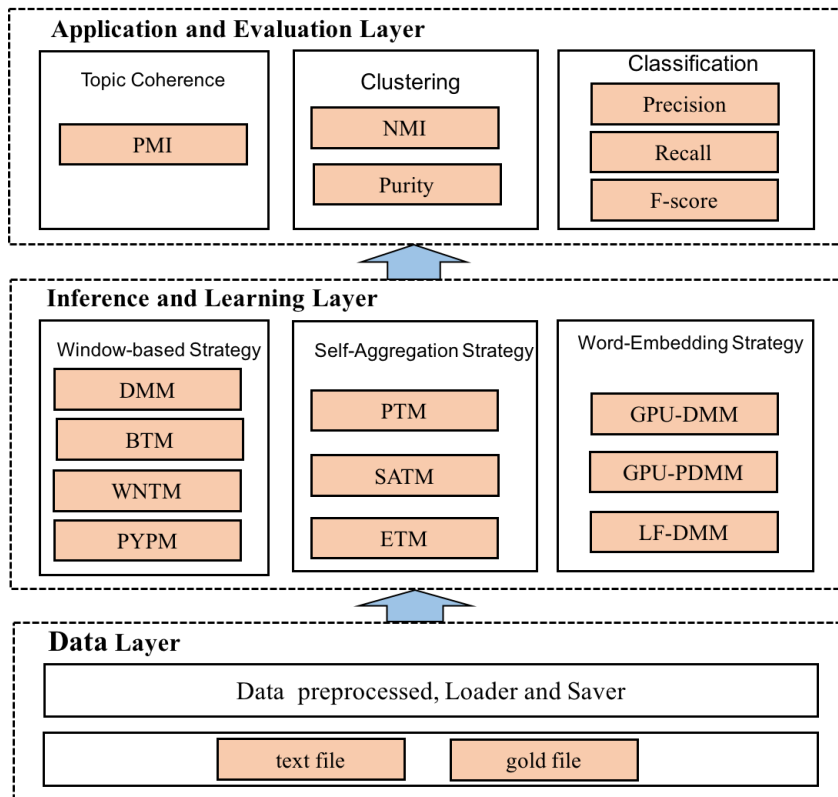 Application and Evaluation Layer
Topic Coherence
PMI
Clustering
NMI
Purity
Classification
Precision
Recall
F-score
Inference and Learning Layer
Window-based Strategy
DMM
BTM
WNTM
PYPM
Self-Aggregation Strategy
PTM
SATM
ETM
Word-Embedding Strategy
GPU-DMM
GPU-PDMM
LF-DMM
Data Layer
Data preprocessed, Loader and Saver
text file
gold file